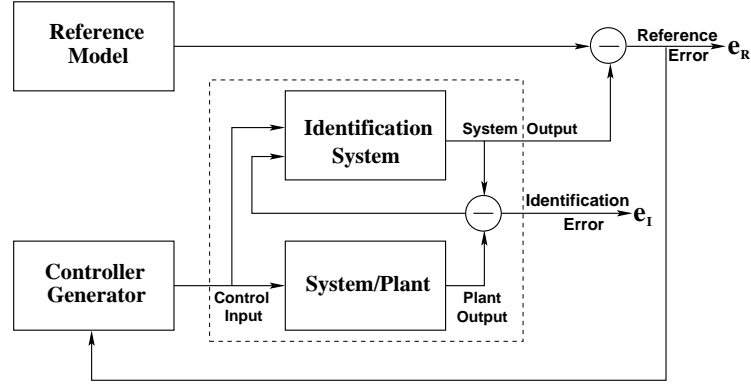 Reference
Model
Reference
Error
e_R
Identification
System
System Output
Identification
Error
e_I
Controller
Generator
Control
Input
System/Plant
Plant
Output